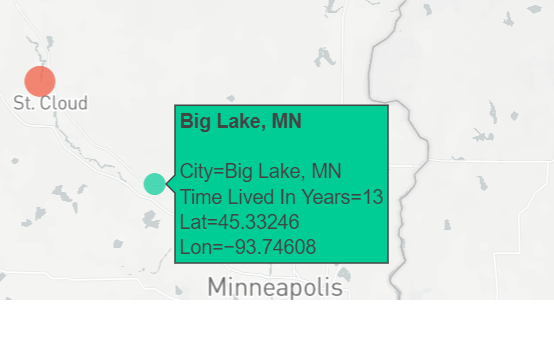 St. Cloud
Big Lake, MN
City=Big Lake, MN
Time Lived In Years=13
Lat=45.33246
Lon=−93.74608
Minneapolis